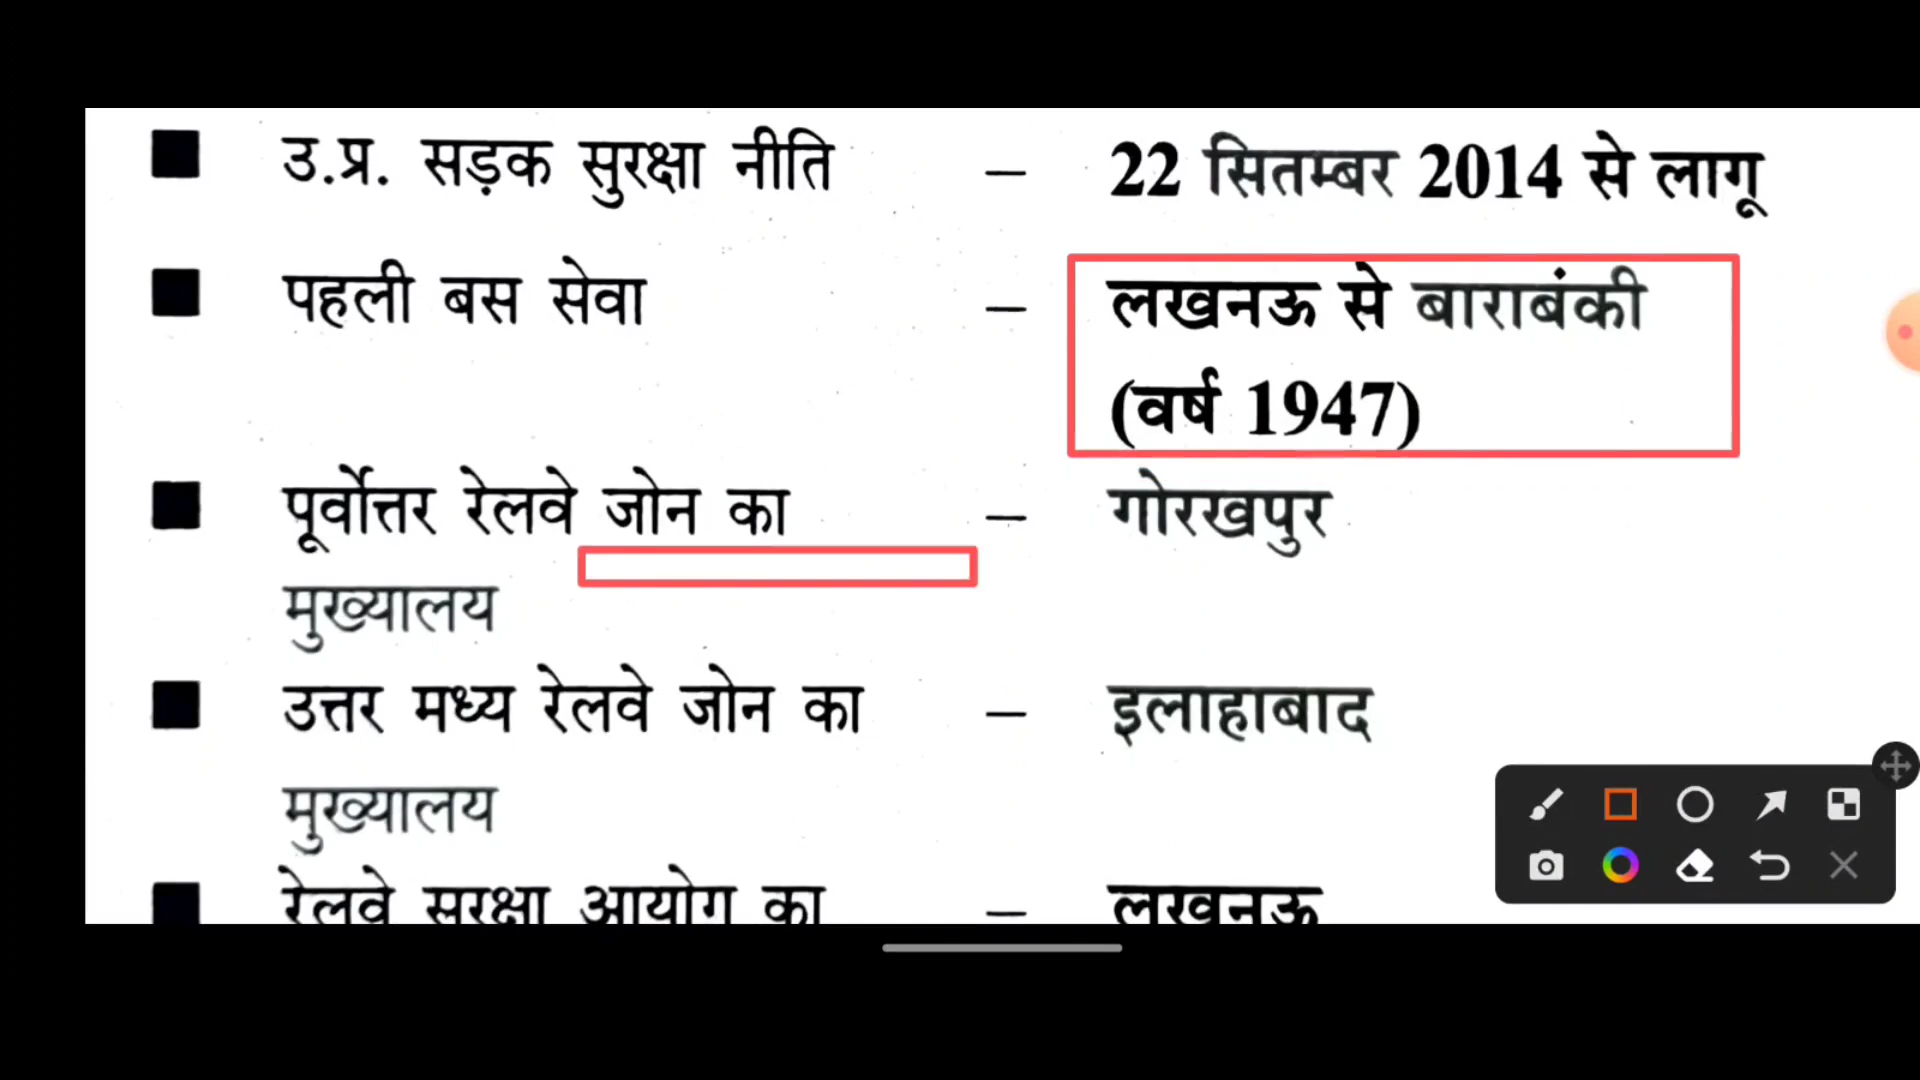 ■ उ.प्र. सड़क सुरक्षा नीति – 22 सितम्बर 2014 से लागू
■ पहली बस सेवा – लखनऊ से बाराबंकी
(वर्ष 1947)
■ पूर्वोत्तर रेलवे जोन का – गोरखपुर
मुख्यालय
■ उत्तर मध्य रेलवे जोन का – इलाहाबाद
मुख्यालय
■ रेलवे सुरक्षा आयोग का – लखनऊ